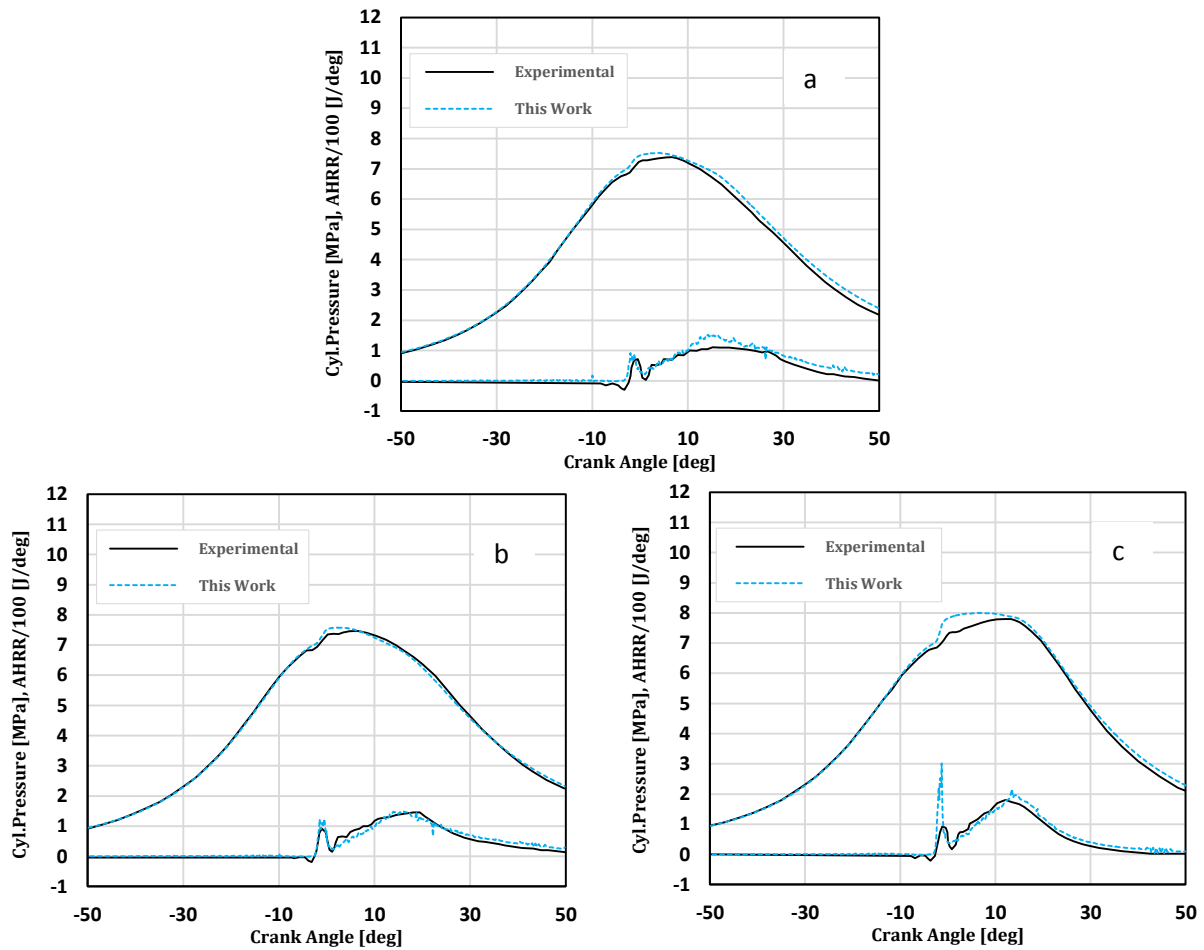 12
11
10
9
8
7
6
5
4
3
2
1
0
-1
Cyl.Pressure [MPa], AHRR/100 [J/deg]
Experimental
This Work
a
-50 -30 -10 10 30 50
Crank Angle [deg]
12
11
10
9
8
7
6
5
4
3
2
1
0
-1
Cyl.Pressure [MPa], AHRR/100 [J/deg]
Experimental
This Work
b
-50 -30 -10 10 30 50
Crank Angle [deg]
12
11
10
9
8
7
6
5
4
3
2
1
0
-1
Cyl.Pressure [MPa], AHRR/100 [J/deg]
Experimental
This Work
c
-50 -30 -10 10 30 50
Crank Angle [deg]